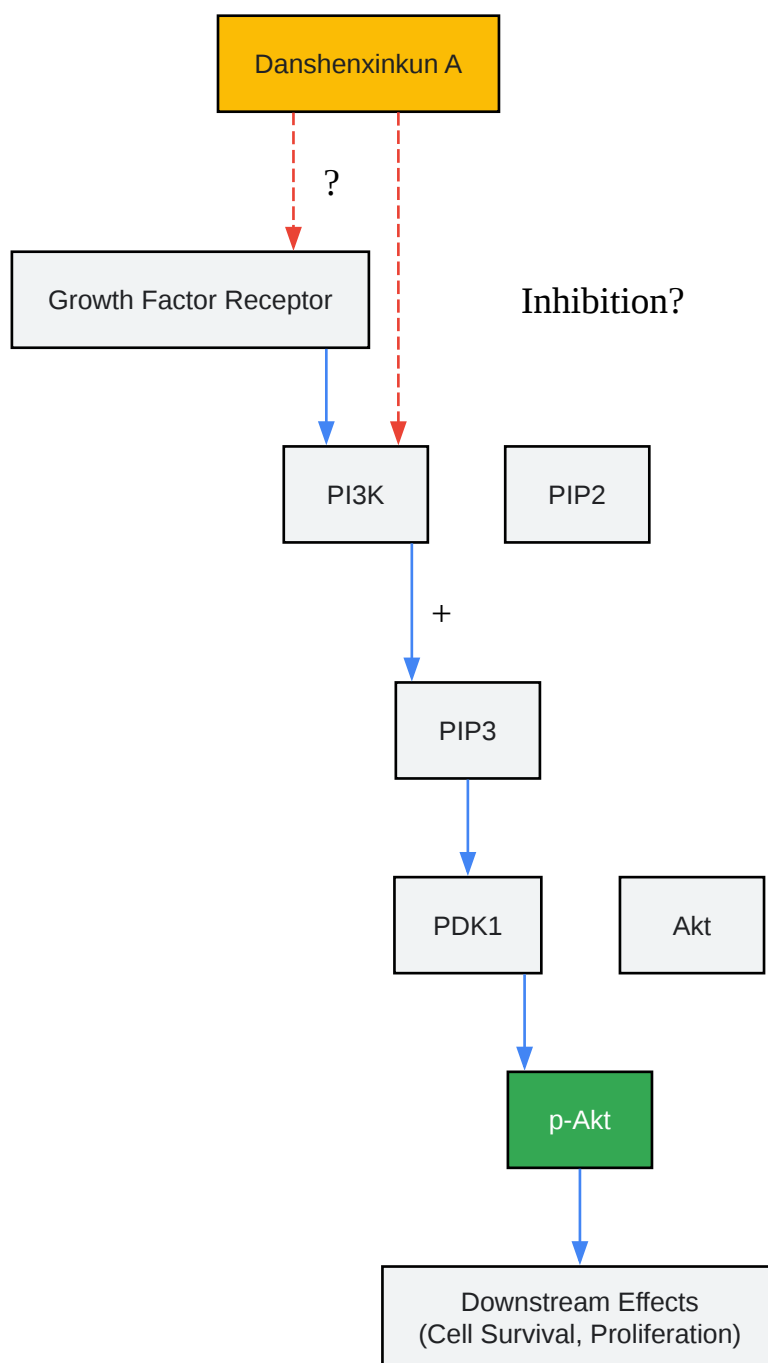 Danshenxinkun A
?
Growth Factor Receptor
Inhibition?
PI3K
PIP2
+
PIP3
PDK1
Akt
p-Akt
Downstream Effects
(Cell Survival, Proliferation)